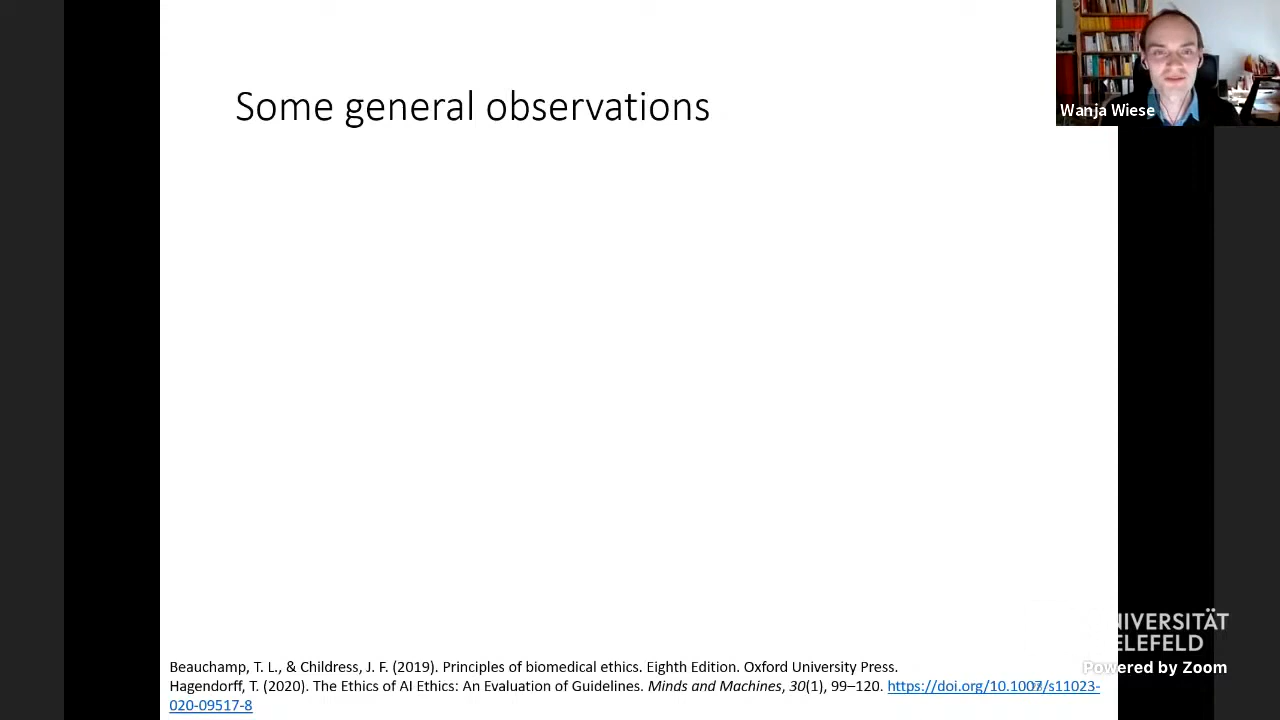 Some general observations
Wanja Wiese
NIVERSITÄT
ELEFELD
Powered by Zoom
Beauchamp, T. L., & Childress, J. F. (2019). Principles of biomedical ethics. Eighth Edition. Oxford University Press.
Hagendorff, T. (2020). The Ethics of AI Ethics: An Evaluation of Guidelines. Minds and Machines, 30(1), 99–120. https://doi.org/10.1007/s11023-
020-09517-8